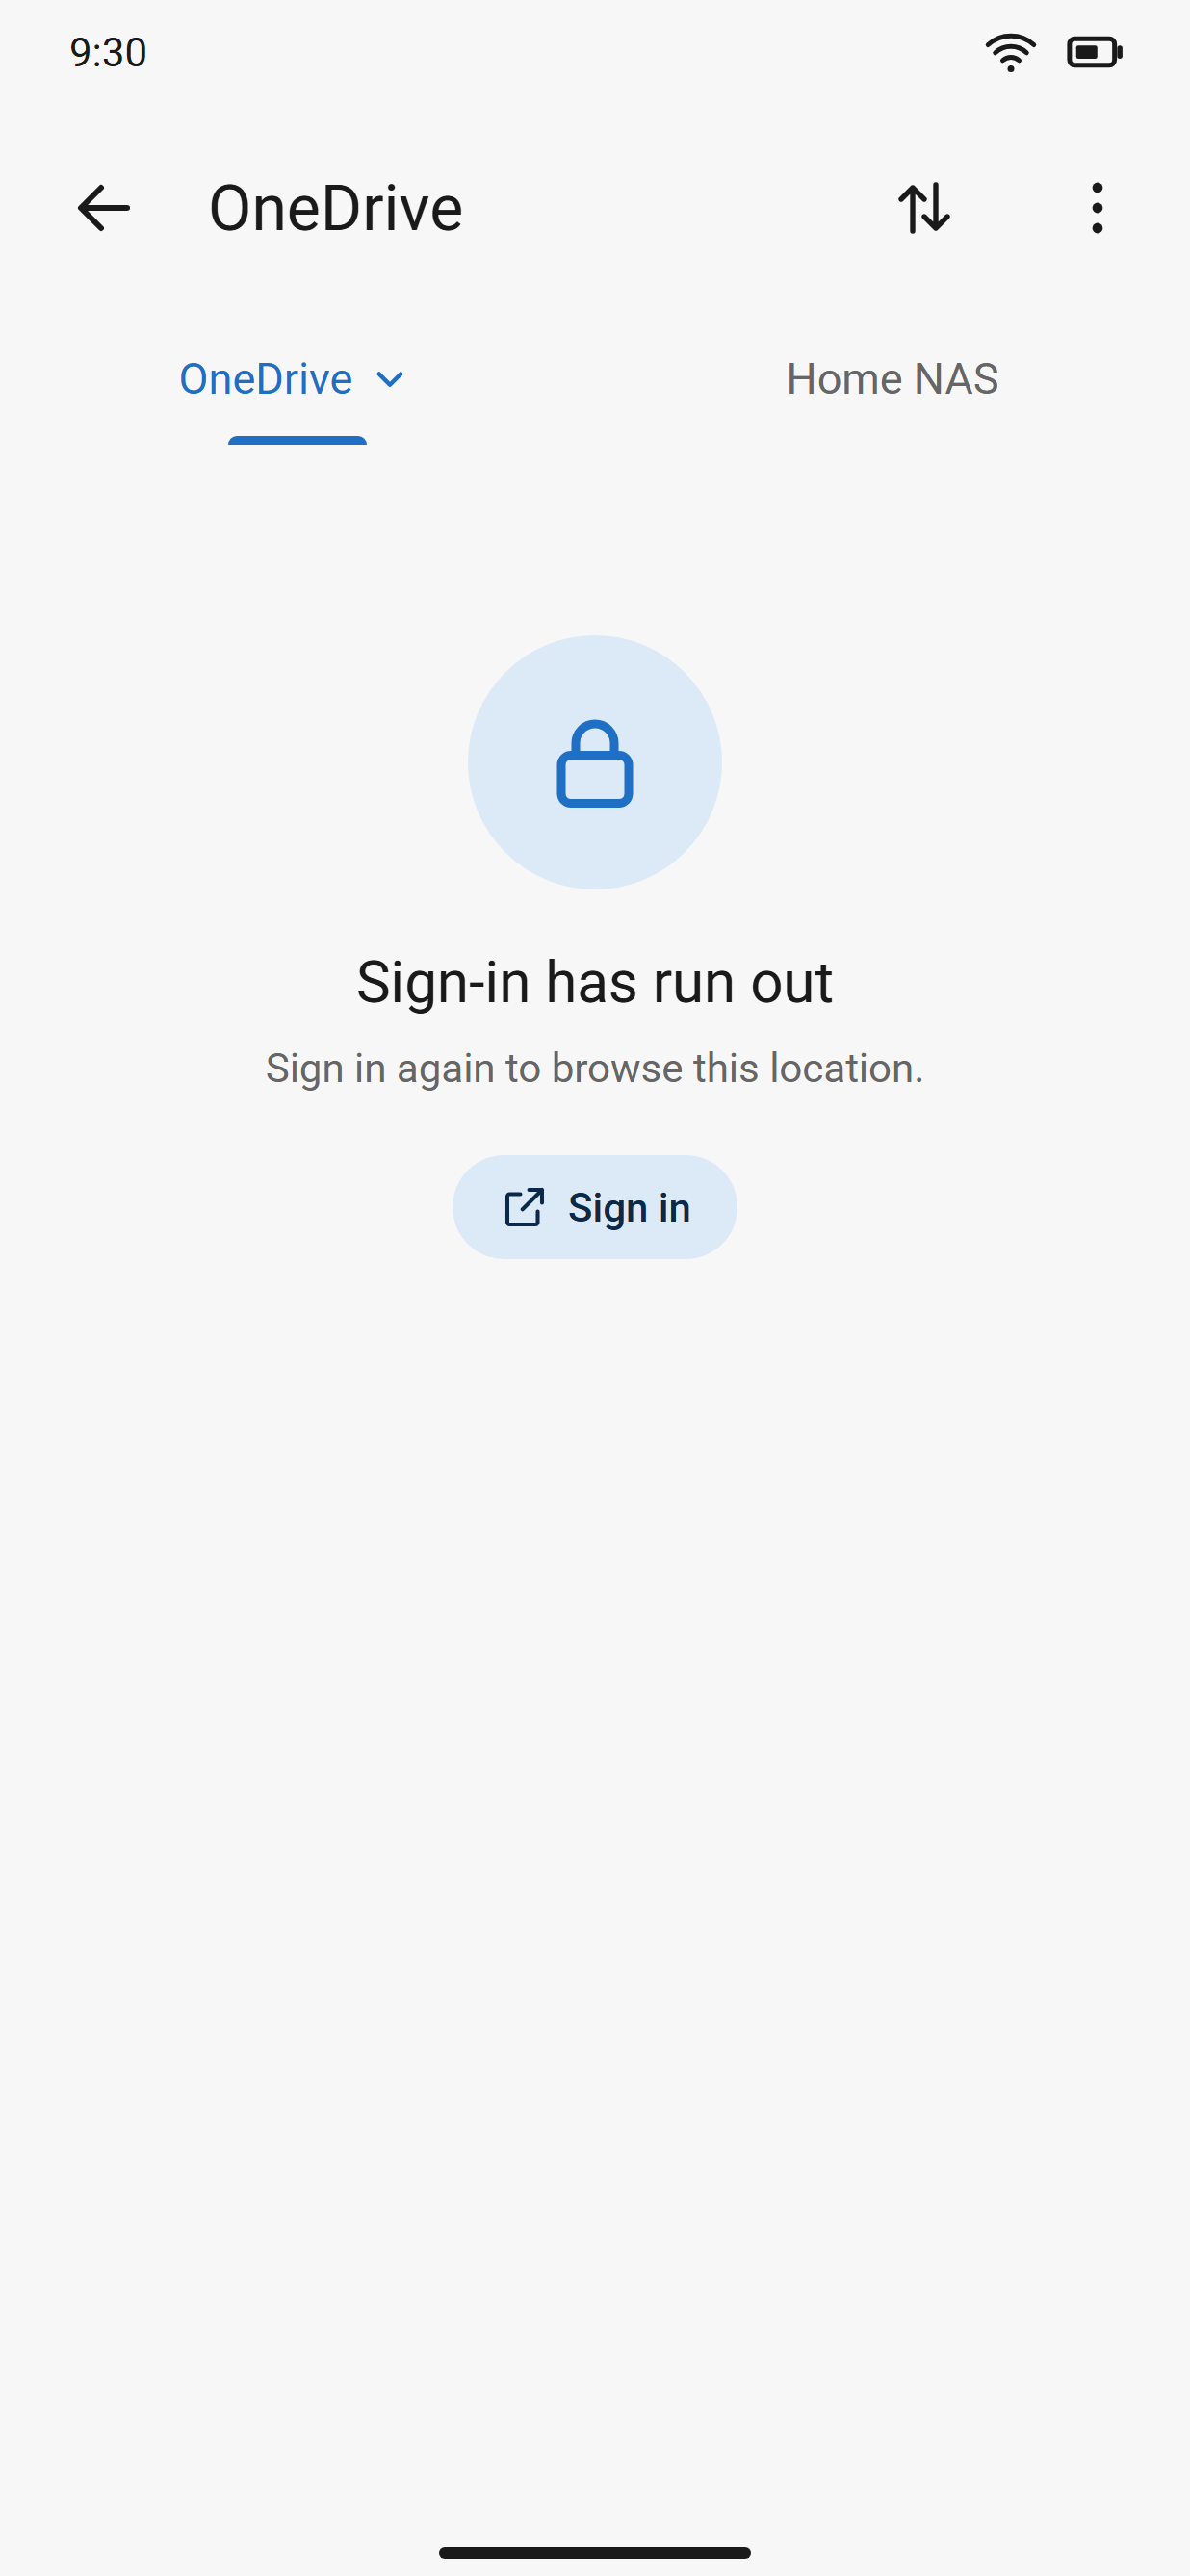 9:30
OneDrive
OneDrive
Home NAS
Sign-in has run out
Sign in again to browse this location.
Sign in